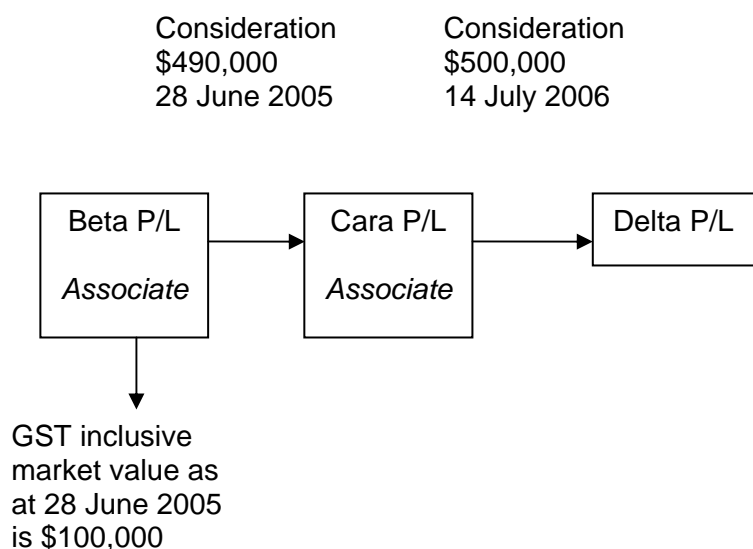 Consideration
$490,000
28 June 2005
Consideration
$500,000
14 July 2006
Beta P/L
Associate
Cara P/L
Associate
Delta P/L
GST inclusive
market value as
at 28 June 2005
is $100,000